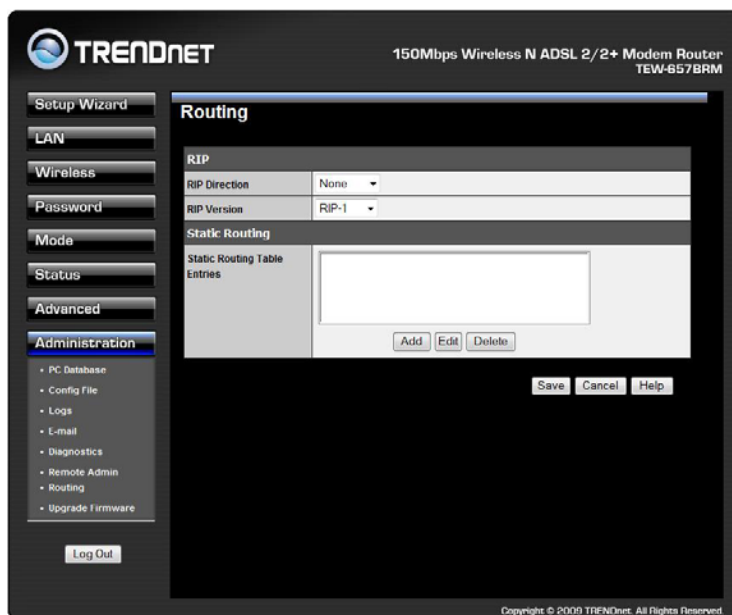 TRENDNET
150Mbps Wireless N ADSL 2/2+ Modem Router
TEW-657BRM
Setup Wizard
LAN
Wireless
Password
Mode
Status
Advanced
Administration
• PC Database
• Config File
• Logs
• E-mail
• Diagnostics
• Remote Admin
• Routing
• Upgrade Firmware
Log Out
Routing
RIP
RIP Direction None
RIP Version RIP-1
Static Routing
Static Routing Table
Entries
Add Edit Delete
Save Cancel Help
Copyright © 2009 TRENDnet. All Rights Reserved.